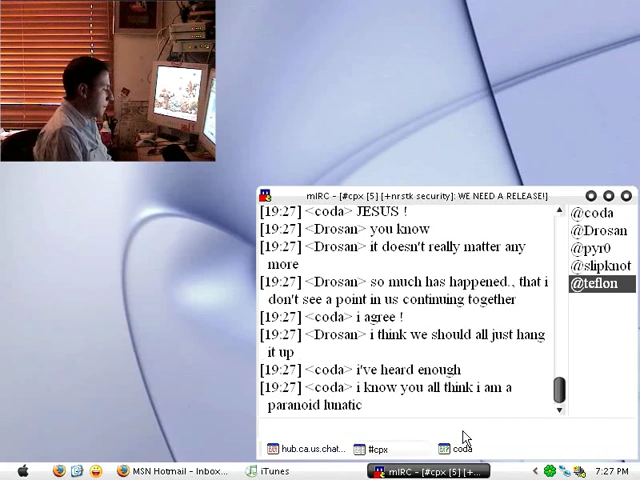 mIRC - [#cpx [5] [+nrstk security]: WE NEED A RELEASE!]
[19:27] <coda> JESUS !
[19:27] <Drosan> you know
[19:27] <Drosan> it doesn't really matter any
more
[19:27] <Drosan> so much has happened., that i
don't see a point in us continuing together
[19:27] <coda> i agree !
[19:27] <Drosan> i think we should all just hang
it up
[19:27] <coda> i've heard enough
[19:27] <coda> i know you all think i am a
paranoid lunatic
@coda
@Drosan
@pyr0
@slipknot
@teflon
hub.ca.us.chat... #cpx coda
MSN Hotmail - Inbox... iTunes mIRC - [#cpx [5] [+... 7:27 PM